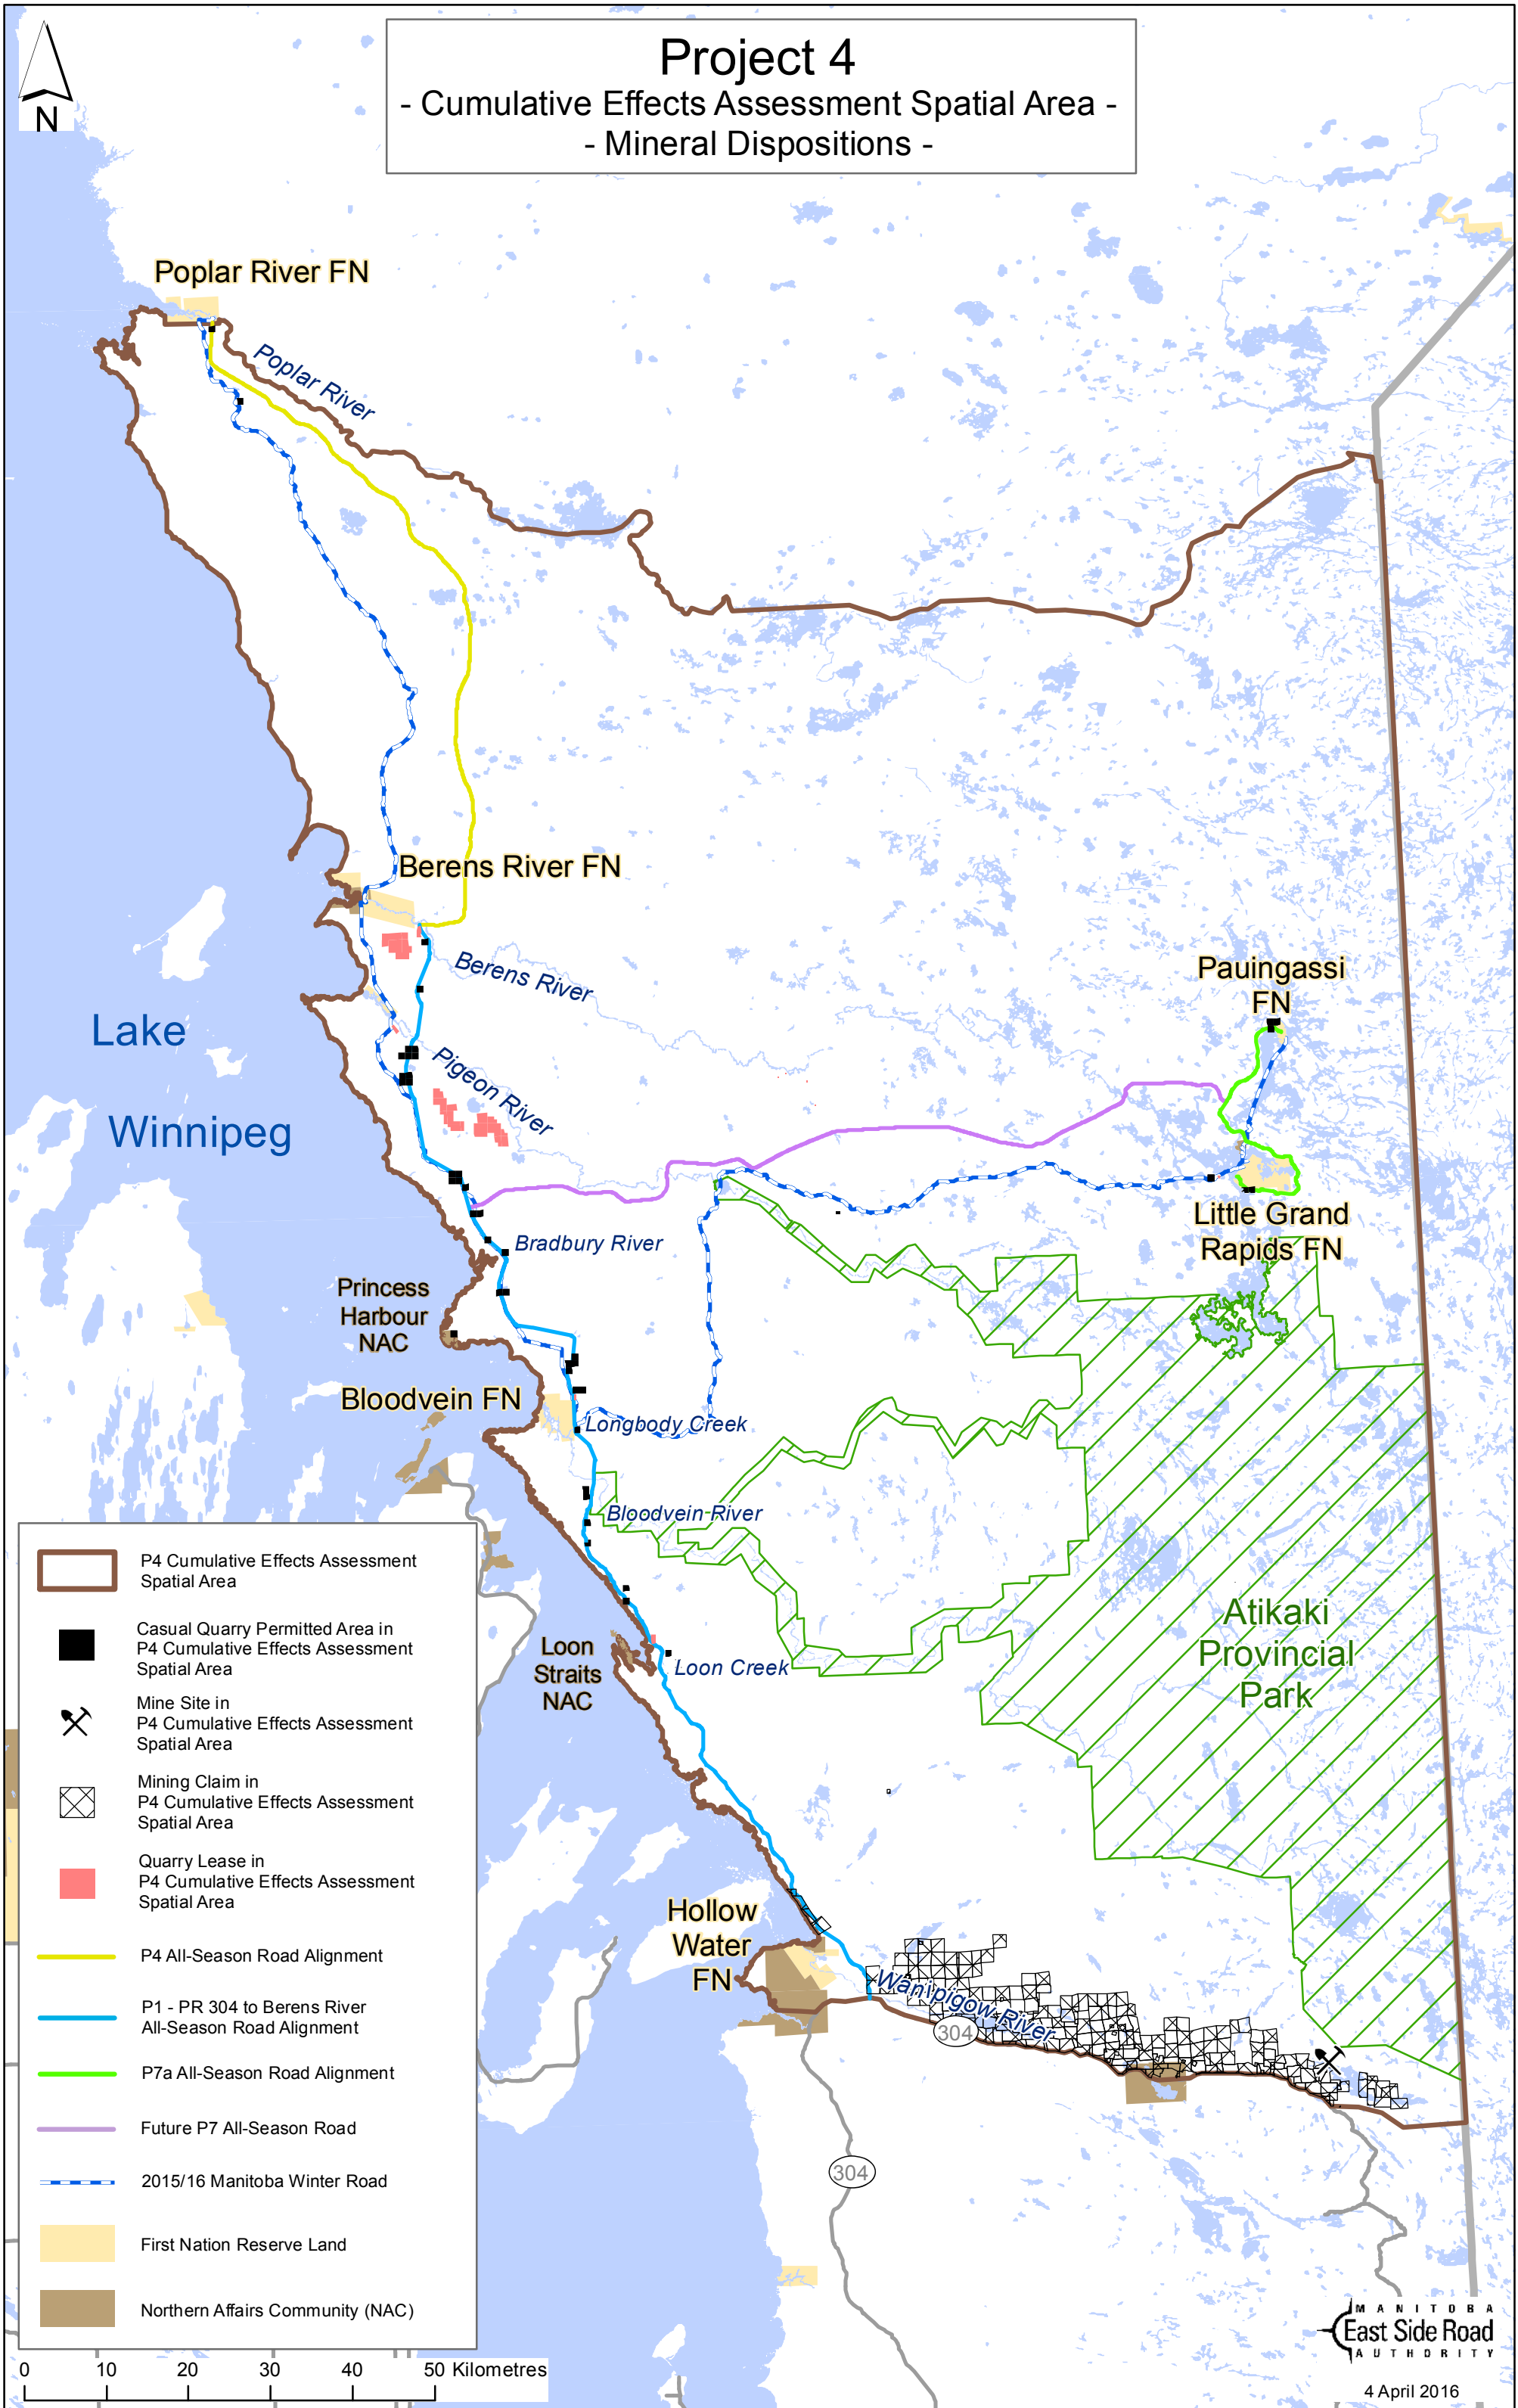 N
Project 4
- Cumulative Effects Assessment Spatial Area -
- Mineral Dispositions -
Poplar River FN
Poplar River
Berens River FN
Berens River
Pauingassi
FN
Lake
Winnipeg
Pigeon River
Little Grand
Rapids FN
Bradbury River
Princess
Harbour
NAC
Bloodvein FN
Longbody Creek
Bloodvein River
Atikaki
Provincial
Park
Loon
Straits
NAC
Loon Creek
Hollow
Water
FN
Wanipigow River
304
304
P4 Cumulative Effects Assessment
Spatial Area
Casual Quarry Permitted Area in
P4 Cumulative Effects Assessment
Spatial Area
Mine Site in
P4 Cumulative Effects Assessment
Spatial Area
Mining Claim in
P4 Cumulative Effects Assessment
Spatial Area
Quarry Lease in
P4 Cumulative Effects Assessment
Spatial Area
P4 All-Season Road Alignment
P1 - PR 304 to Berens River
All-Season Road Alignment
P7a All-Season Road Alignment
Future P7 All-Season Road
2015/16 Manitoba Winter Road
First Nation Reserve Land
Northern Affairs Community (NAC)
0 10 20 30 40 50 Kilometres
MANITOBA
East Side Road
AUTHORITY
4 April 2016